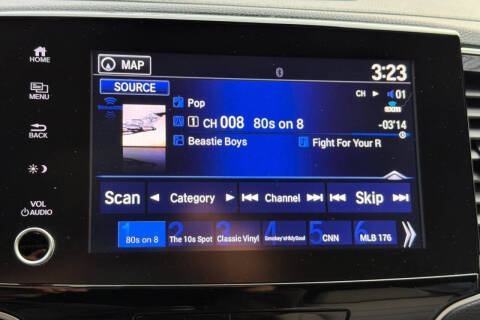 HOME
MAP
3:23
SOURCE
CH ▶ 01
MENU
Pop
SXM
1 CH 008 80s on 8
-03'14
BACK
Beastie Boys
Fight For Your R
VOL
AUDIO
Scan
◀ Category ▶
Channel
Skip
1 2 3 4 5 6
80s on 8
The 10s Spot
Classic Vinyl
CNN
MLB 176